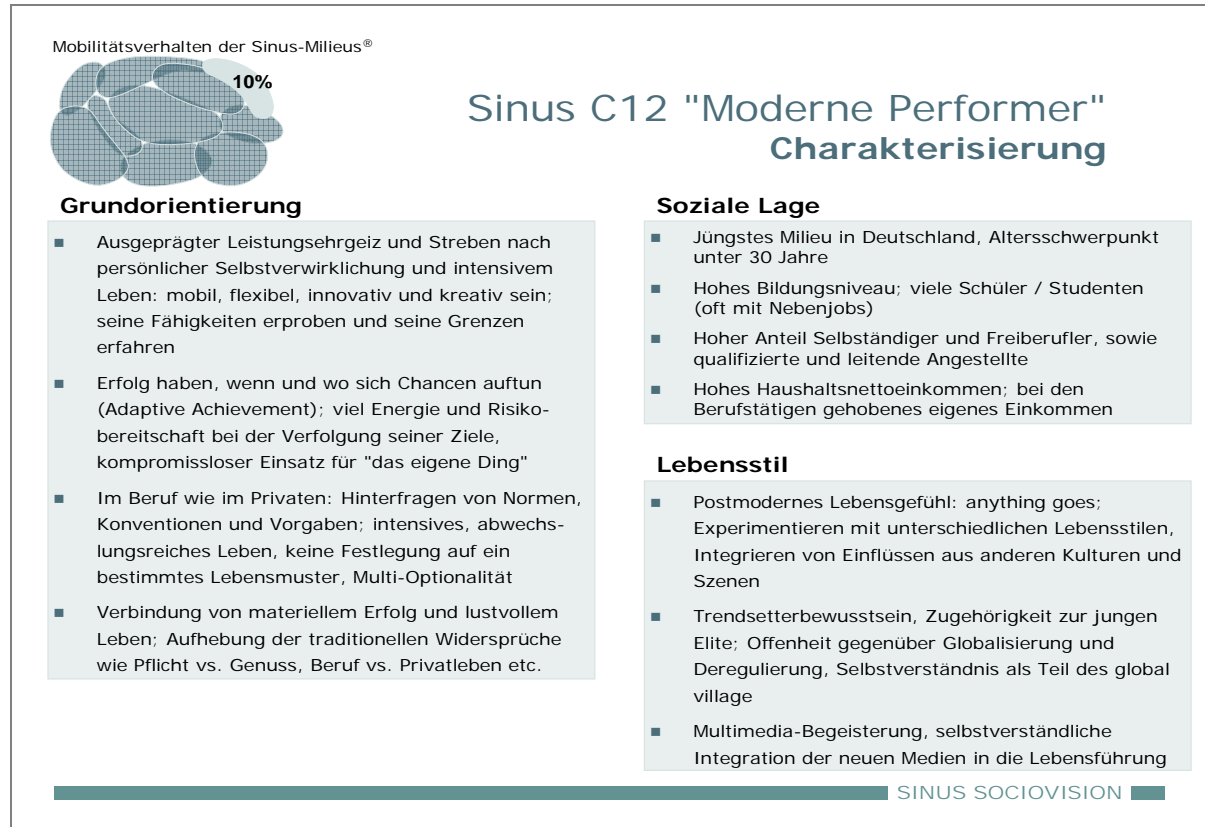 Mobilitätsverhalten der Sinus-Milieus®
10%
Sinus C12 "Moderne Performer"
Charakterisierung
Grundorientierung
■ Ausgeprägter Leistungsehrgeiz und Streben nach
persönlicher Selbstverwirklichung und intensivem
Leben: mobil, flexibel, innovativ und kreativ sein;
seine Fähigkeiten erproben und seine Grenzen
erfahren
■ Erfolg haben, wenn und wo sich Chancen auftun
(Adaptive Achievement); viel Energie und Risiko-
bereitschaft bei der Verfolgung seiner Ziele,
kompromissloser Einsatz für "das eigene Ding"
■ Im Beruf wie im Privaten: Hinterfragen von Normen,
Konventionen und Vorgaben; intensives, abwechs-
lungsreiches Leben, keine Festlegung auf ein
bestimmtes Lebensmuster, Multi-Optionalität
■ Verbindung von materiellem Erfolg und lustvollem
Leben; Aufhebung der traditionellen Widersprüche
wie Pflicht vs. Genuss, Beruf vs. Privatleben etc.
Soziale Lage
■ Jüngstes Milieu in Deutschland, Altersschwerpunkt
unter 30 Jahre
■ Hohes Bildungsniveau; viele Schüler / Studenten
(oft mit Nebenjobs)
■ Hoher Anteil Selbständiger und Freiberufler, sowie
qualifizierte und leitende Angestellte
■ Hohes Haushaltsnettoeinkommen; bei den
Berufstätigen gehobenes eigenes Einkommen
Lebensstil
■ Postmodernes Lebensgefühl: anything goes;
Experimentieren mit unterschiedlichen Lebensstilen,
Integrieren von Einflüssen aus anderen Kulturen und
Szenen
■ Trendsetterbewusstsein, Zugehörigkeit zur jungen
Elite; Offenheit gegenüber Globalisierung und
Deregulierung, Selbstverständnis als Teil des global
village
■ Multimedia-Begeisterung, selbstverständliche
Integration der neuen Medien in die Lebensführung
SINUS SOCIOVISION